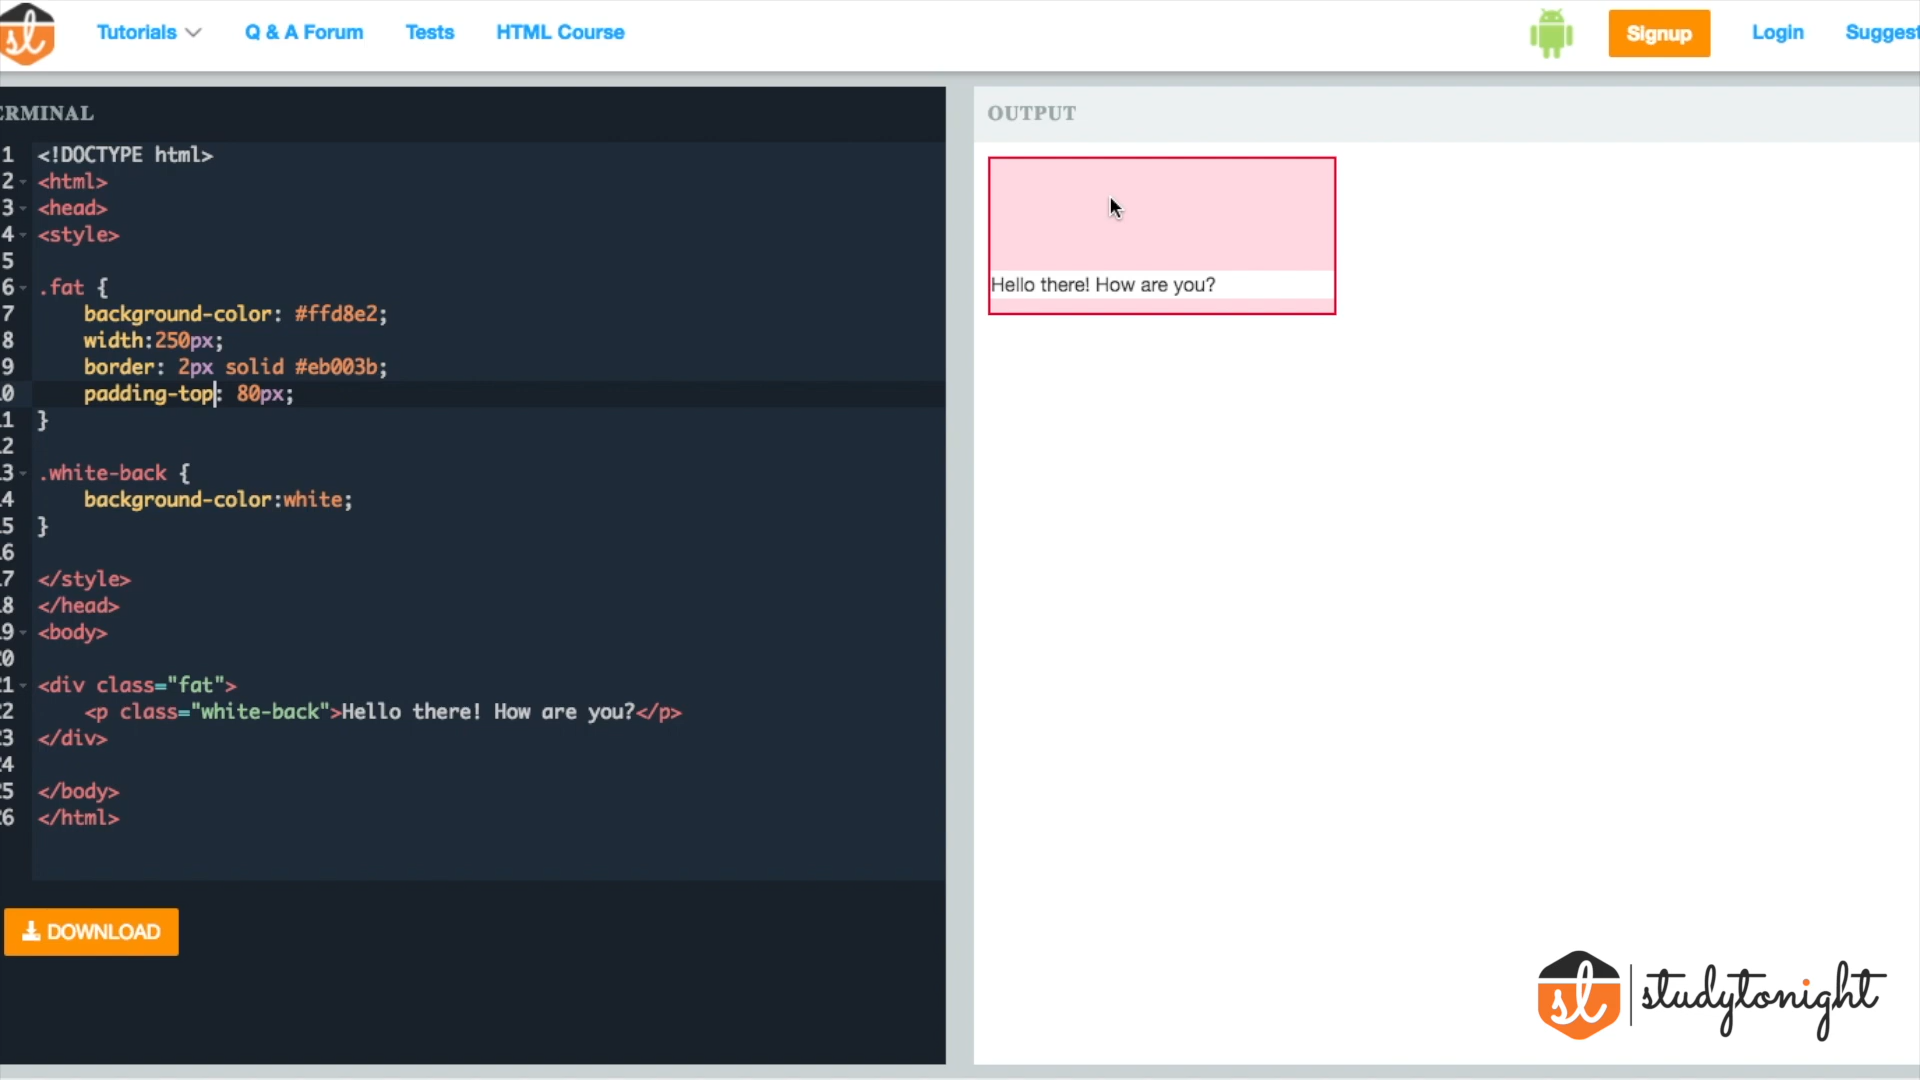 st Tutorials Q & A Forum Tests HTML Course Signup Login Suggest
ERMINAL
1 <!DOCTYPE html>
2 <html>
3 <head>
4 <style>
5
6 .fat {
7 background-color: #ffd8e2;
8 width:250px;
9 border: 2px solid #eb003b;
0 padding-top: 80px;
1 }
2
3 .white-back {
4 background-color:white;
5 }
6
7 </style>
8 </head>
9 <body>
0
1 <div class="fat">
2 <p class="white-back">Hello there! How are you?</p>
3 </div>
4
5 </body>
6 </html>
DOWNLOAD
OUTPUT
Hello there! How are you?
st studytonight